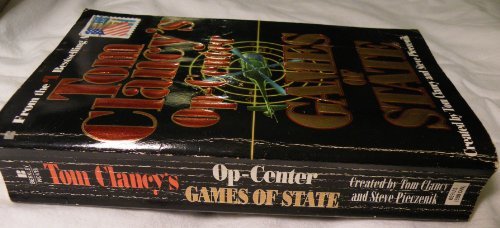 From the #1 Bestselling
Tom
Clancy's
Op-Center
GAMES
OF
STATE
Created by Tom Clancy and Steve Pieczenik
Tom Clancy's
Op-Center
GAMES OF STATE
Created by Tom Clancy
and Steve Pieczenik